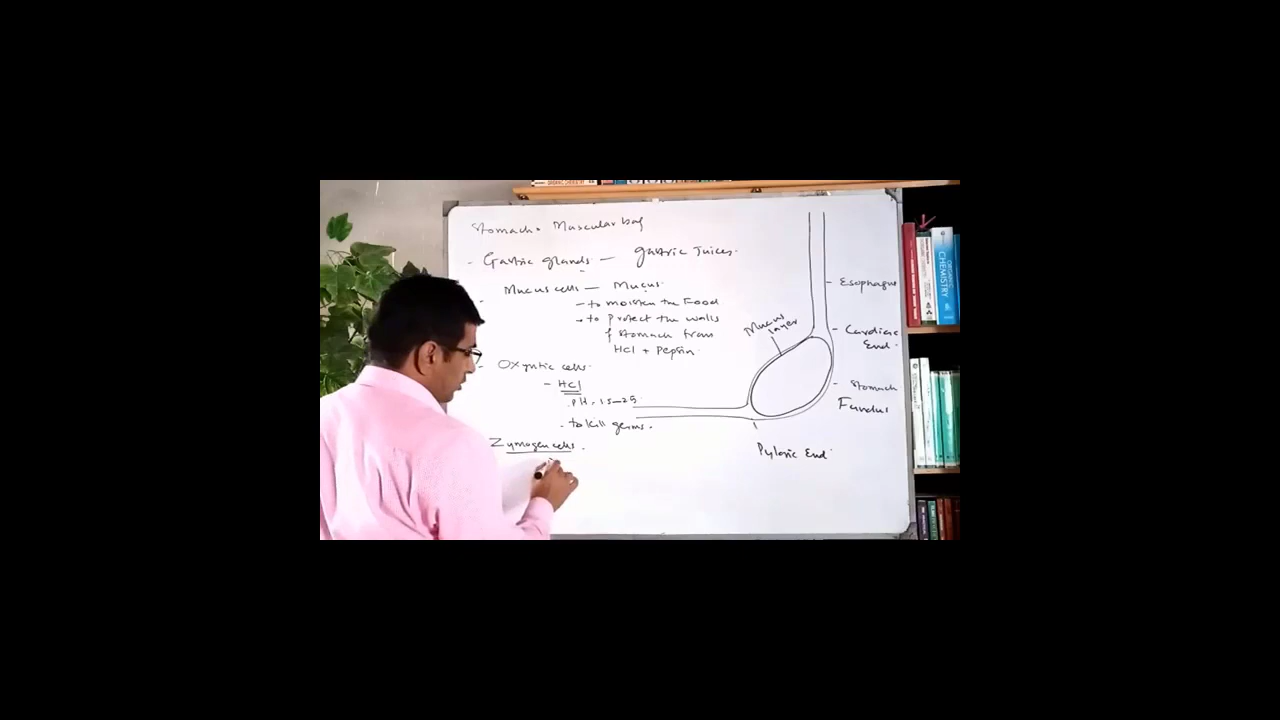 Stomach - Muscular bag
- Gastric glands - gastric Juices.
- Mucus cells - Mucus
- to moisten the Food
- to protect the walls
of stomach from
HCl + Pepsin.
- Oxyntic cells.
- HCl
PH = 1.5-2.5
- to kill germs.
Zymogen cells.
- Esophagus
Mucus
layer
- Cardiac
End.
- Stomach
Fundus
Pyloric End
ORGANIC
CHEMISTRY